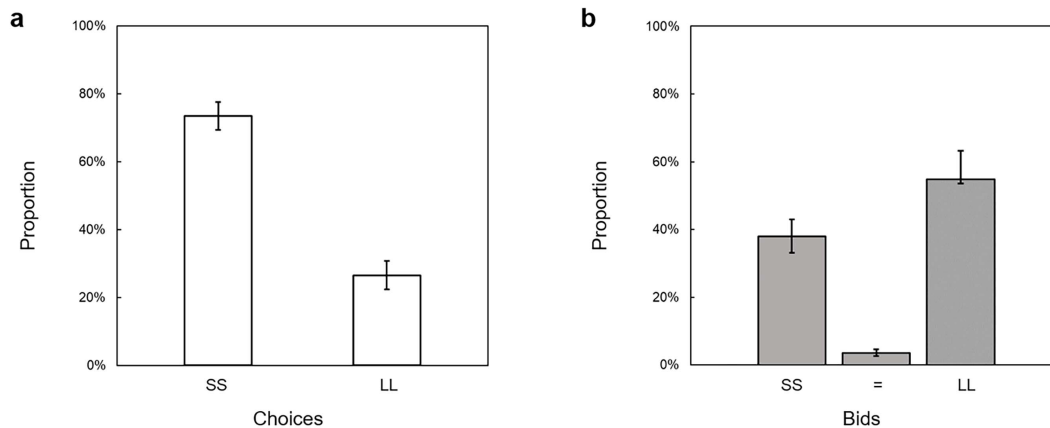 a
100%
80%
60%
40%
20%
0%
Proportion
SS LL
Choices
b
100%
80%
60%
40%
20%
0%
Proportion
SS = LL
Bids